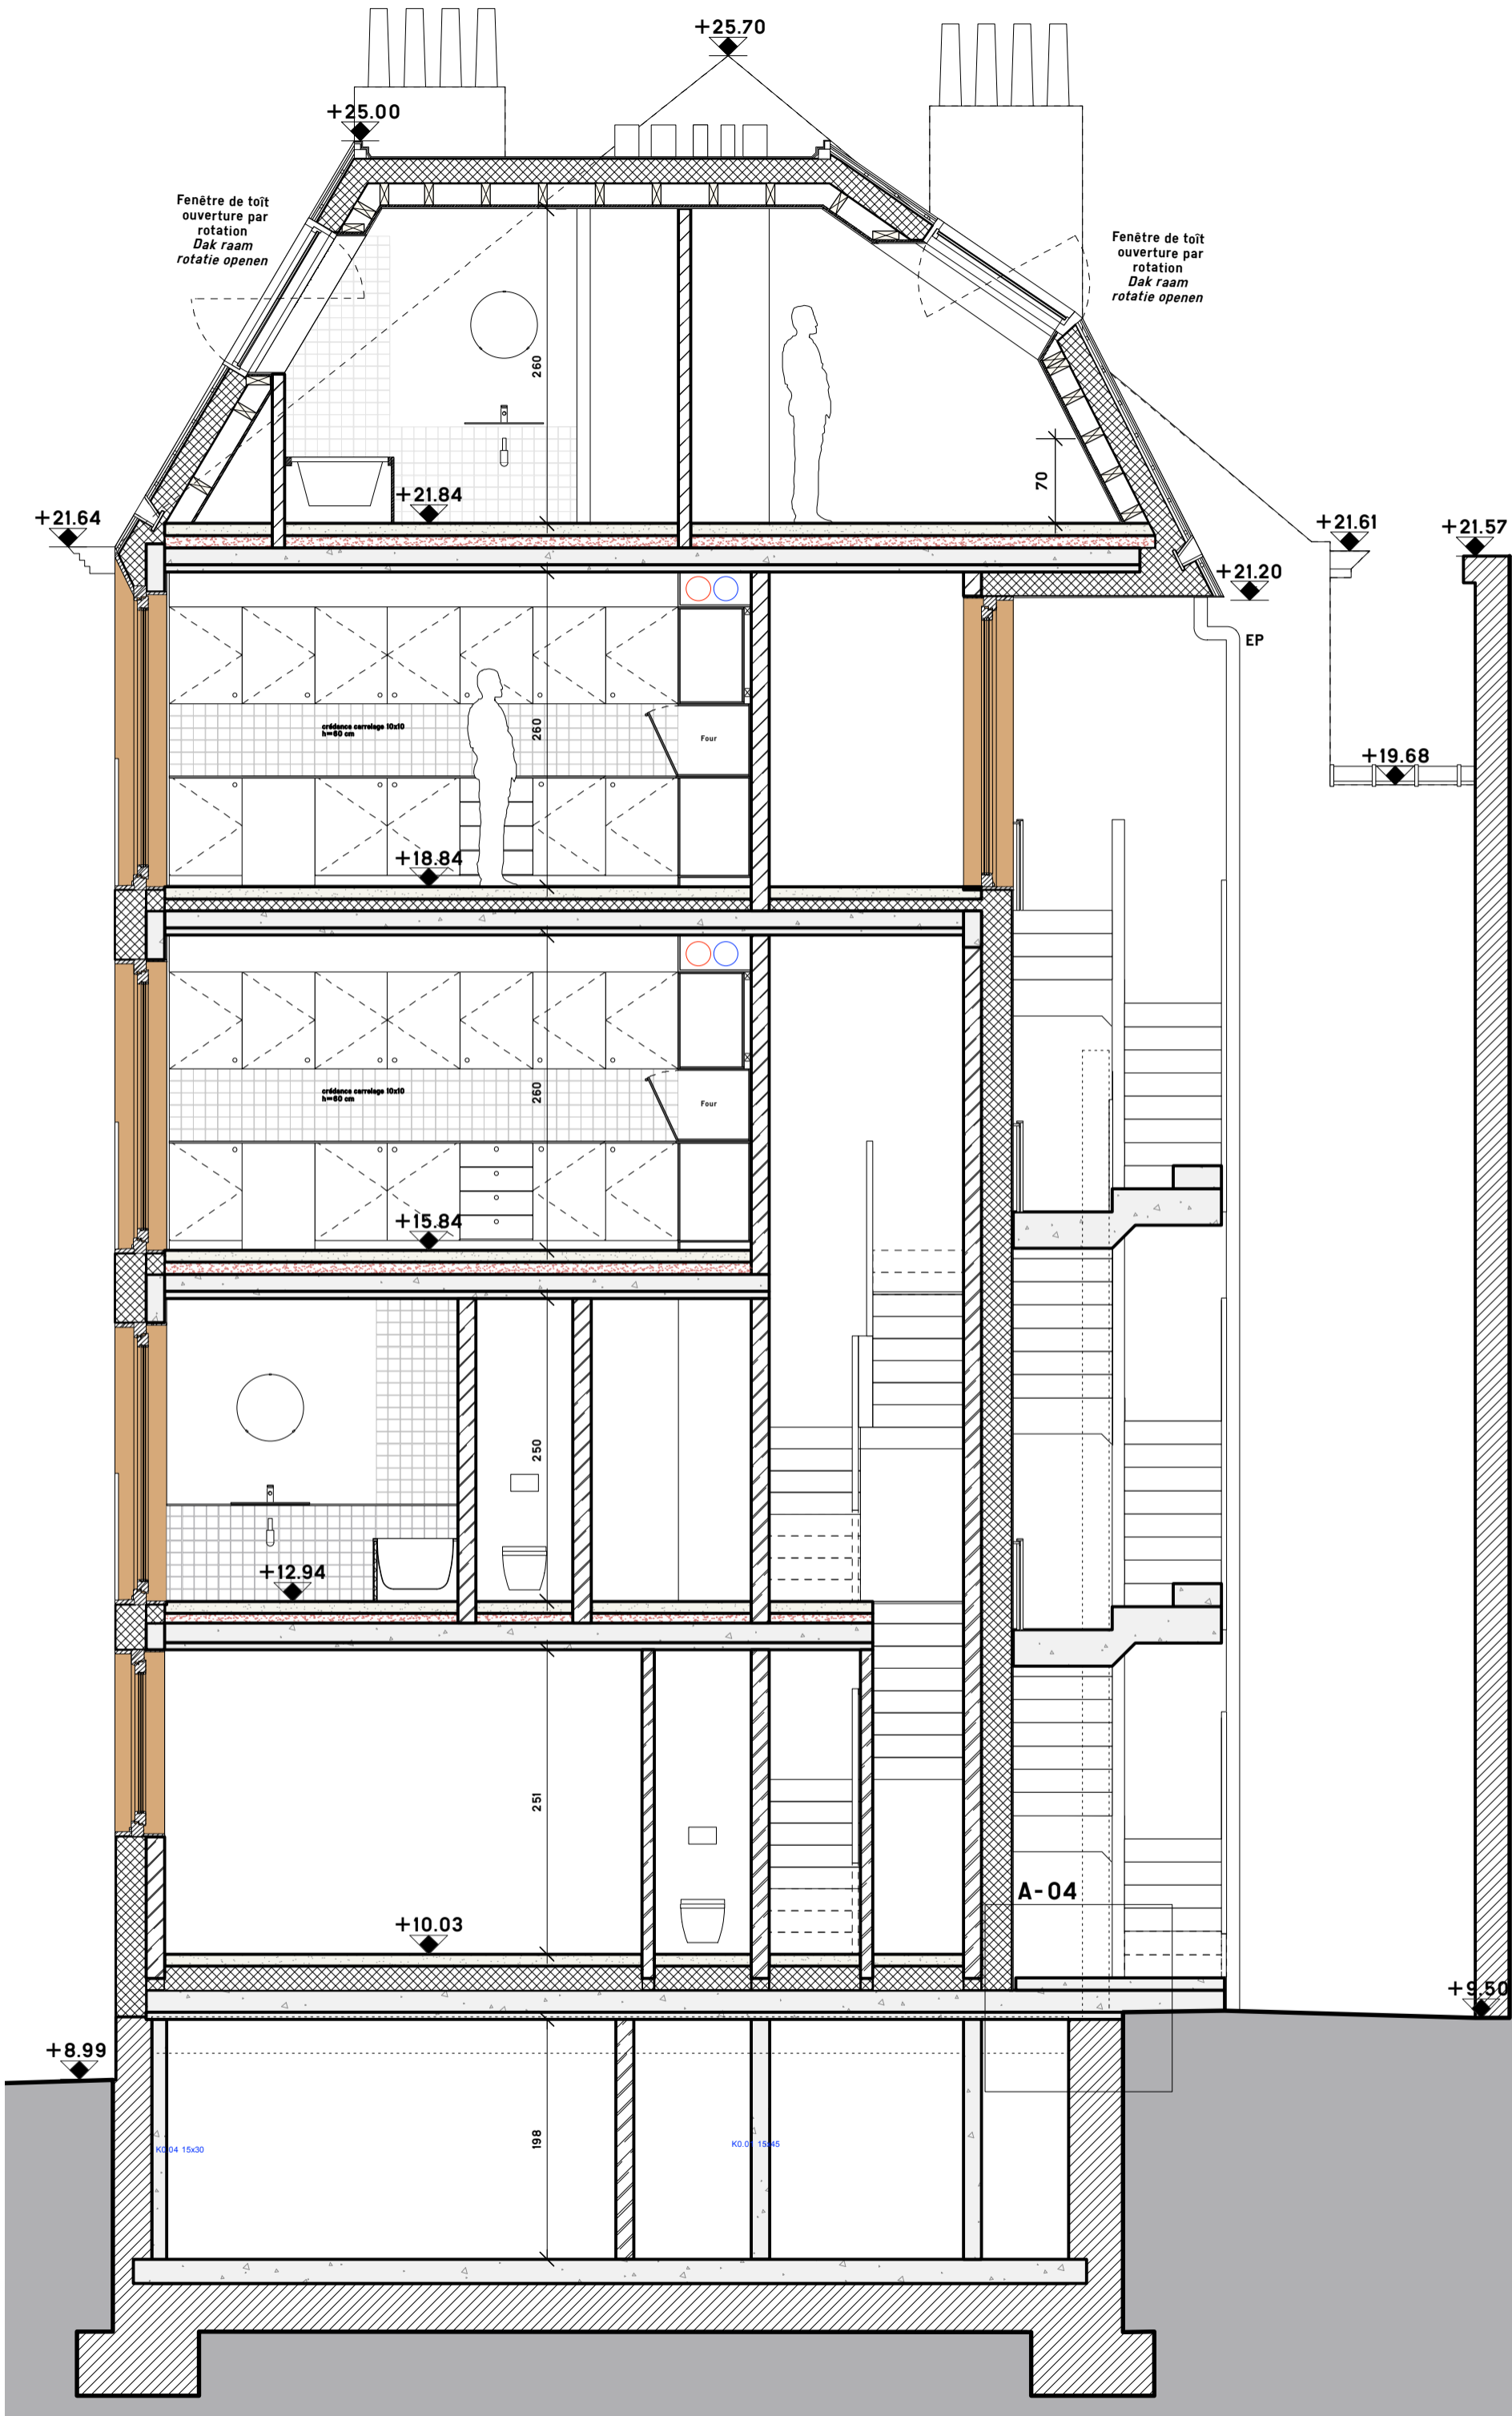 +25.70
+25.00
Fenêtre de toît
ouverture par
rotation
Dak raam
rotatie openen
Fenêtre de toît
ouverture par
rotation
Dak raam
rotatie openen
260
70
+21.84
+21.64
+21.61
+21.57
+21.20
EP
crédence carrelage 10x10
h=60 cm
260
Four
+19.68
+18.84
crédence carrelage 10x10
h=60 cm
260
Four
+15.84
250
+12.94
251
A-04
+10.03
+9.50
+8.99
198
K0.04 15x30
15x45